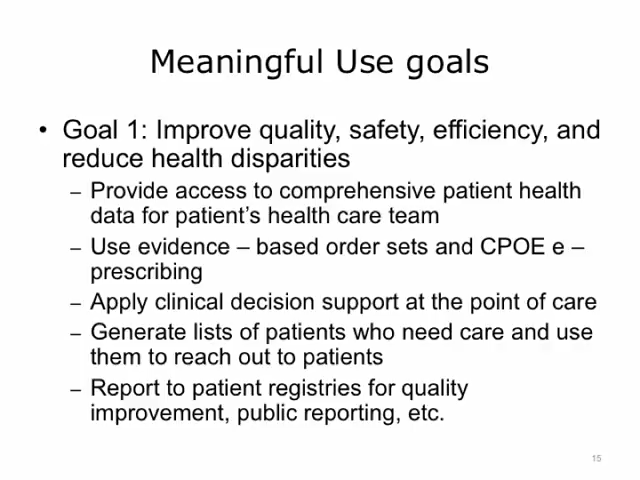 Meaningful Use goals
• Goal 1: Improve quality, safety, efficiency, and
reduce health disparities
– Provide access to comprehensive patient health
data for patient's health care team
– Use evidence – based order sets and CPOE e –
prescribing
– Apply clinical decision support at the point of care
– Generate lists of patients who need care and use
them to reach out to patients
– Report to patient registries for quality
improvement, public reporting, etc.
15